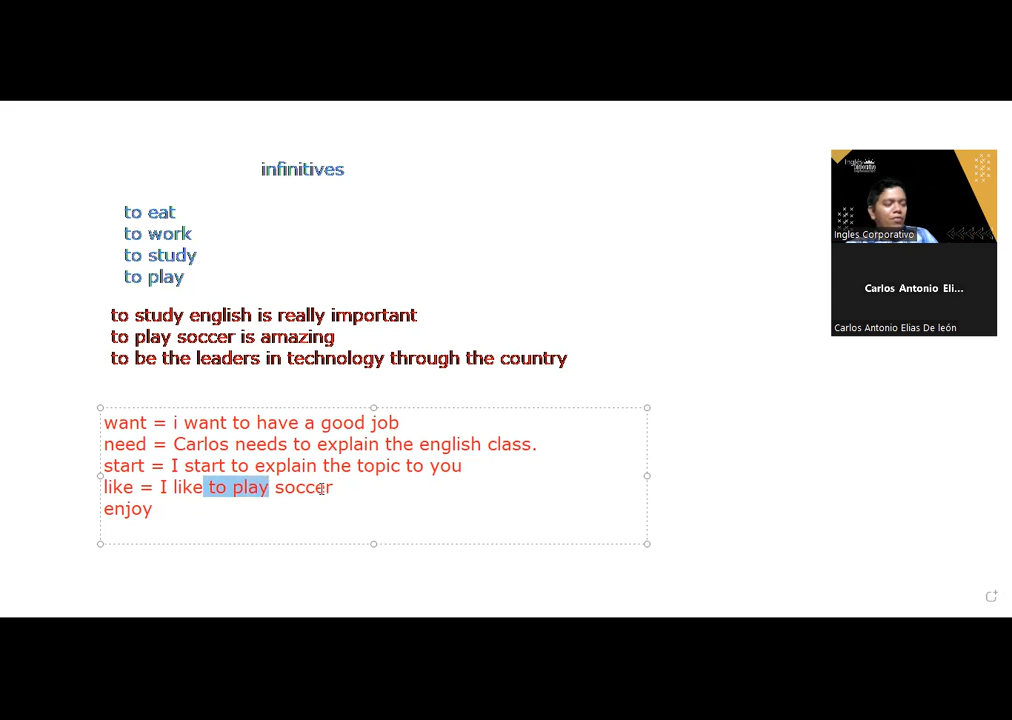 infinitives
to eat
to work
to study
to play
to study english is really important
to play soccer is amazing
to be the leaders in technology through the country
want = i want to have a good job
need = Carlos needs to explain the english class.
start = I start to explain the topic to you
like = I like to play soccer
enjoy
Inglés
Ingles Corporativo
Carlos Antonio Eli...
Carlos Antonio Elias De león